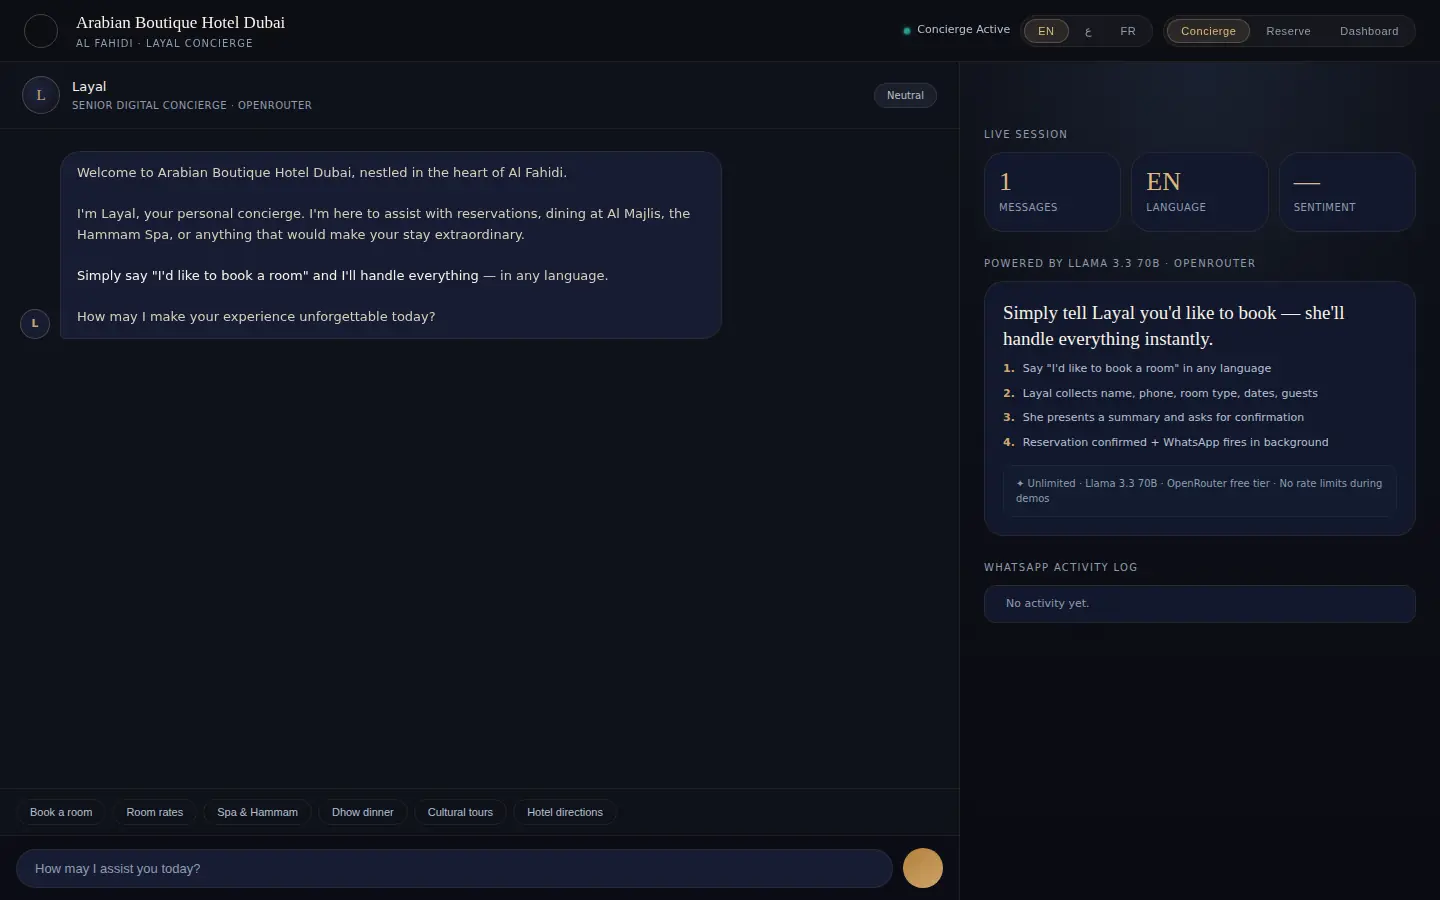 Arabian Boutique Hotel Dubai
AL FAHIDI · LAYAL CONCIERGE
Concierge Active
EN
ع
FR
Concierge
Reserve
Dashboard
L
Layal
SENIOR DIGITAL CONCIERGE · OPENROUTER
Neutral
Welcome to Arabian Boutique Hotel Dubai, nestled in the heart of Al Fahidi.
I'm Layal, your personal concierge. I'm here to assist with reservations, dining at Al Majlis, the
Hammam Spa, or anything that would make your stay extraordinary.
Simply say "I'd like to book a room" and I'll handle everything — in any language.
How may I make your experience unforgettable today?
L
Book a room
Room rates
Spa & Hammam
Dhow dinner
Cultural tours
Hotel directions
How may I assist you today?
LIVE SESSION
1
MESSAGES
EN
LANGUAGE
—
SENTIMENT
POWERED BY LLAMA 3.3 70B · OPENROUTER
Simply tell Layal you'd like to book — she'll
handle everything instantly.
1. Say "I'd like to book a room" in any language
2. Layal collects name, phone, room type, dates, guests
3. She presents a summary and asks for confirmation
4. Reservation confirmed + WhatsApp fires in background
✦ Unlimited · Llama 3.3 70B · OpenRouter free tier · No rate limits during
demos
WHATSAPP ACTIVITY LOG
No activity yet.